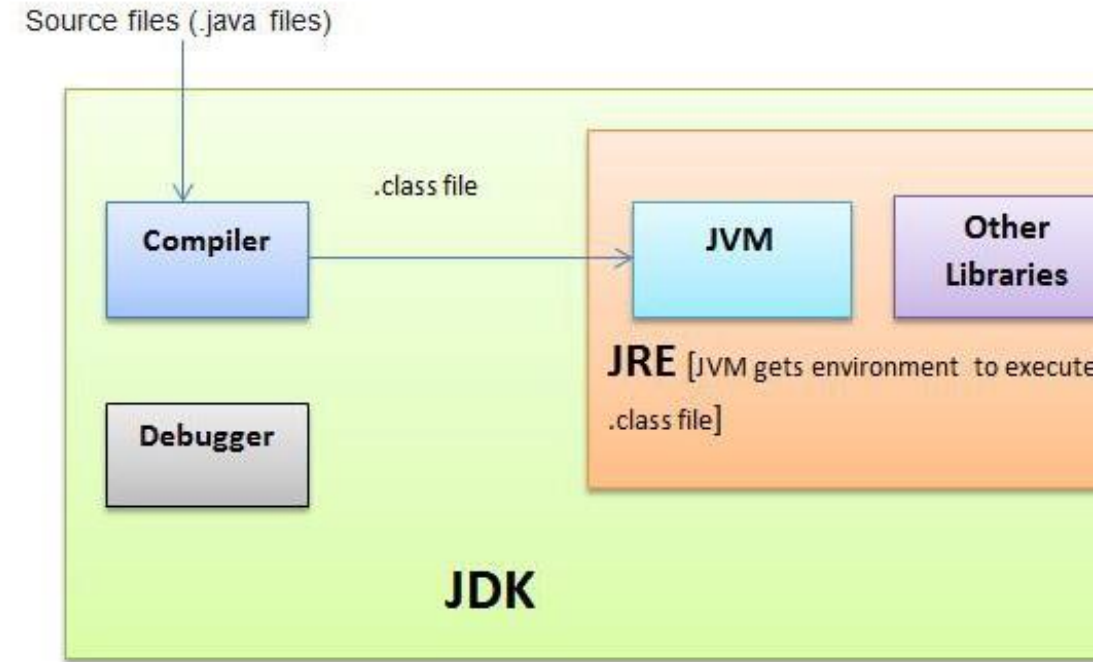 Source files (.java files)
.class file
Compiler
JVM
Other
Libraries
JRE [JVM gets environment to execute
.class file]
Debugger
JDK